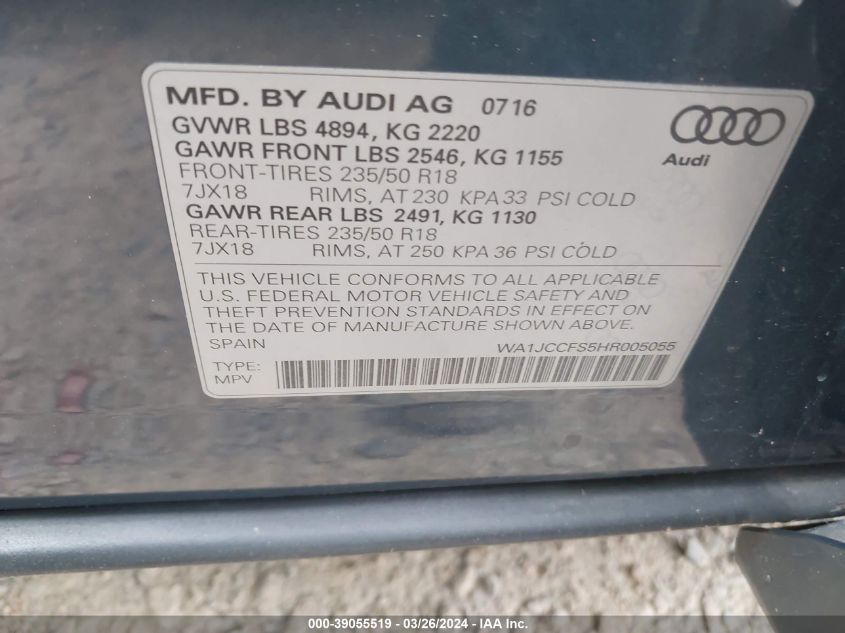 MFD. BY AUDI AG 0716
GVWR LBS 4894, KG 2220
GAWR FRONT LBS 2546, KG 1155
FRONT-TIRES 235/50 R18
7JX18 RIMS, AT 230 KPA 33 PSI COLD
GAWR REAR LBS 2491, KG 1130
REAR-TIRES 235/50 R18
7JX18 RIMS, AT 250 KPA 36 PSI COLD
Audi
THIS VEHICLE CONFORMS TO ALL APPLICABLE
U.S. FEDERAL MOTOR VEHICLE SAFETY AND
THEFT PREVENTION STANDARDS IN EFFECT ON
THE DATE OF MANUFACTURE SHOWN ABOVE.
SPAIN WA1JCCFS5HR005055
TYPE:
MPV
000-39055519 - 03/26/2024 - IAA Inc.